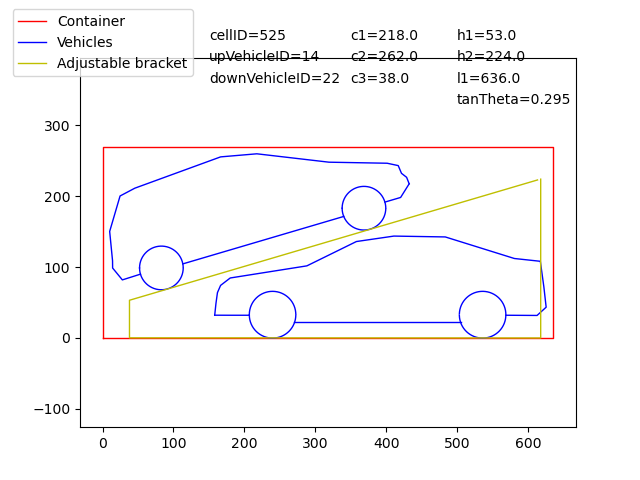 Container
Vehicles
Adjustable bracket
cellID=525 c1=218.0 h1=53.0
upVehicleID=14 c2=262.0 h2=224.0
downVehicleID=22 c3=38.0 l1=636.0
tanTheta=0.295
300
200
100
0
−100
0 100 200 300 400 500 600